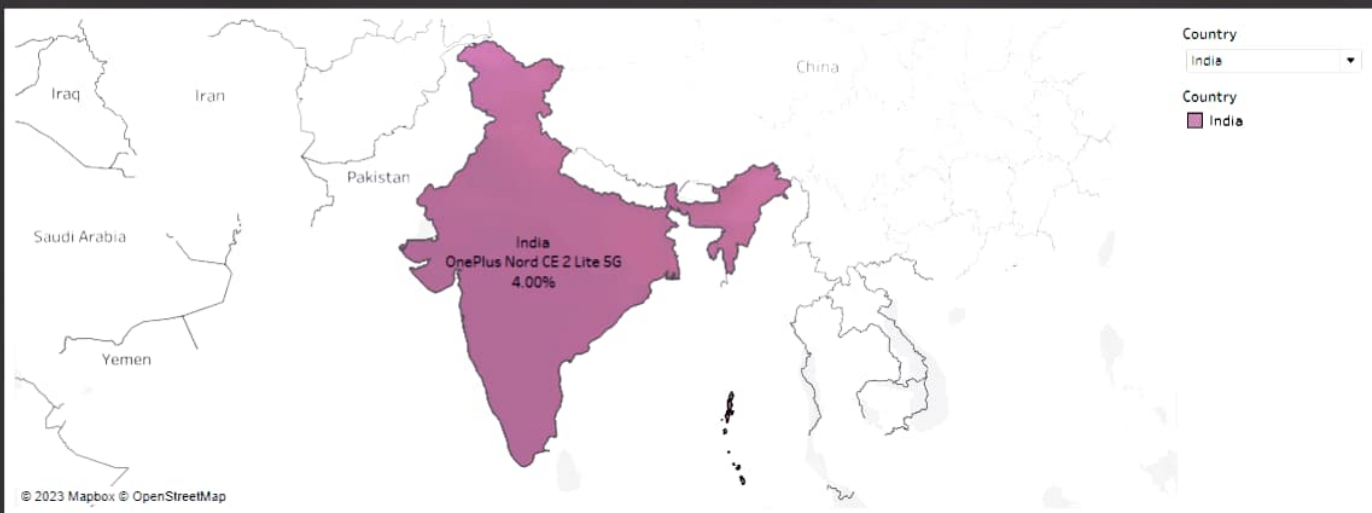 Country
India
Country
India
China
Iraq
Iran
Pakistan
Saudi Arabia
India
OnePlus Nord CE 2 Lite 5G
4.00%
Yemen
© 2023 Mapbox © OpenStreetMap